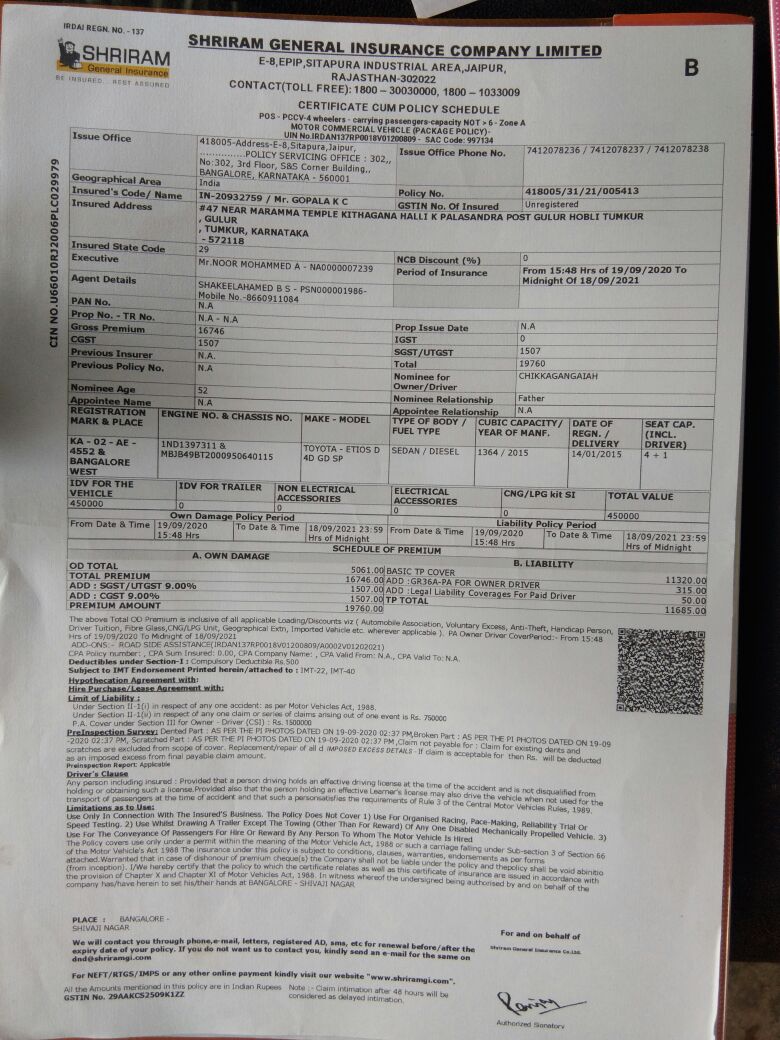 IRDAI REGN. NO. - 137
SHRIRAM
General Insurance
BE INSURED... REST ASSURED
SHRIRAM GENERAL INSURANCE COMPANY LIMITED
E-8,EPIP,SITAPURA INDUSTRIAL AREA,JAIPUR,
RAJASTHAN-302022
CONTACT(TOLL FREE): 1800 – 30030000, 1800 – 1033009
B
CERTIFICATE CUM POLICY SCHEDULE
POS - PCCV-4 wheelers - carrying passengers-capacity NOT > 6 - Zone A
MOTOR COMMERCIAL VEHICLE (PACKAGE POLICY)-
UIN No.IRDAN137RP0018V01200809 - SAC Code: 997134
CIN NO.U66010RJ2006PLC029979
Issue Office 418005-Address-E-8,Sitapura,Jaipur, Issue Office Phone No. 7412078236 / 7412078237 / 7412078238
..............POLICY SERVICING OFFICE : 302,,
No:302, 3rd Floor, S&S Corner Building,,
BANGALORE, KARNATAKA - 560001
Geographical Area India
Insured's Code/ Name IN-20932759 / Mr. GOPALA K C Policy No. 418005/31/21/005413
GSTIN No. Of Insured Unregistered
Insured Address #47 NEAR MARAMMA TEMPLE KITHAGANA HALLI K PALASANDRA POST GULUR HOBLI TUMKUR
, GULUR
, TUMKUR, KARNATAKA
- 572118
Insured State Code 29
Executive Mr.NOOR MOHAMMED A - NA0000007239 NCB Discount (%) 0
Agent Details SHAKEELAHAMED B S - PSN000001986- Period of Insurance From 15:48 Hrs of 19/09/2020 To
Mobile No.-8660911084 Midnight Of 18/09/2021
PAN No. N.A
Prop No. - TR No. N.A - N.A Prop Issue Date N.A
Gross Premium 16746 IGST 0
CGST 1507 SGST/UTGST 1507
Previous Insurer N.A. Total 19760
Previous Policy No. N.A. Nominee for CHIKKAGANGAIAH
Owner/Driver
Nominee Age 52 Nominee Relationship Father
Appointee Name N.A Appointee Relationship N.A
REGISTRATION MARK & PLACE ENGINE NO. & CHASSIS NO. MAKE - MODEL TYPE OF BODY / FUEL TYPE CUBIC CAPACITY/ YEAR OF MANF. DATE OF REGN. / DELIVERY SEAT CAP. (INCL. DRIVER)
KA - 02 - AE - 4552 & BANGALORE WEST 1ND1397311 & MBJB49BT2000950640115 TOYOTA - ETIOS D 4D GD SP SEDAN / DIESEL 1364 / 2015 14/01/2015 4 + 1
IDV FOR THE VEHICLE IDV FOR TRAILER NON ELECTRICAL ACCESSORIES ELECTRICAL ACCESSORIES CNG/LPG kit SI TOTAL VALUE
450000 0 0 0 0 450000
Own Damage Policy Period Liability Policy Period
From Date & Time 19/09/2020 15:48 Hrs To Date & Time 18/09/2021 23:59 Hrs of Midnight From Date & Time 19/09/2020 15:48 Hrs To Date & Time 18/09/2021 23:59 Hrs of Midnight
SCHEDULE OF PREMIUM
A. OWN DAMAGE B. LIABILITY
OD TOTAL 5061.00 BASIC TP COVER 11320.00
TOTAL PREMIUM 16746.00 ADD :GR36A-PA FOR OWNER DRIVER 315.00
ADD : SGST/UTGST 9.00% 1507.00 ADD :Legal Liability Coverages For Paid Driver 50.00
ADD : CGST 9.00% 1507.00 TP TOTAL 11685.00
PREMIUM AMOUNT 19760.00
The above Total OD Premium is inclusive of all applicable Loading/Discounts viz ( Automobile Association, Voluntary Excess, Anti-Theft, Handicap Person,
Driver Tuition, Fibre Glass,CNG/LPG Unit, Geographical Extn, Imported Vehicle etc. wherever applicable ). PA Owner Driver CoverPeriod:- From 15:48
Hrs of 19/09/2020 To Midnight of 18/09/2021
ADD-ONS:- ROAD SIDE ASSISTANCE(IRDAN137RP0018V01200809/A0002V01202021)
CPA Policy number: , CPA Sum Insured: 0.00, CPA Company Name: , CPA Valid From: N.A., CPA Valid To: N.A.
Deductibles under Section-I : Compulsory Deductible Rs.500
Subject to IMT Endorsement Printed herein/attached to : IMT-22, IMT-40
Hypothecation Agreement with:
Hire Purchase/Lease Agreement with:
Limit of Liability :
Under Section II-1(i) in respect of any one accident: as per Motor Vehicles Act, 1988.
Under Section II-1(ii) in respect of any one claim or series of claims arising out of one event is Rs. 750000
P.A. Cover under Section III for Owner - Driver (CSI) : Rs. 1500000
PreInspection Survey: Dented Part : AS PER THE PI PHOTOS DATED ON 19-09-2020 02:37 PM,Broken Part : AS PER THE PI PHOTOS DATED ON 19-09
-2020 02:37 PM, Scratched Part : AS PER THE PI PHOTOS DATED ON 19-09-2020 02:37 PM ,Claim not payable for : Claim for existing dents and
scratches are excluded from scope of cover. Replacement/repair of all d IMPOSED EXCESS DETAILS - If claim is acceptable for then Rs. will be deducted
as an imposed excess from final payable claim amount.
Preinspection Report: Applicable
Driver's Clause
Any person including insured : Provided that a person driving holds an effective driving license at the time of the accident and is not disqualified from
holding or obtaining such a license.Provided also that the person holding an effective Learner's license may also drive the vehicle when not used for the
transport of passengers at the time of accident and that such a personsatisfies the requirements of Rule 3 of the Central Motor Vehicles Rules, 1989.
Limitations as to Use:
Use Only In Connection With The Insured's Business. The Policy Does Not Cover 1) Use For Organised Racing, Pace-Making, Reliability Trial Or
Speed Testing. 2) Use Whilst Drawing A Trailer Except The Towing (Other Than For Reward) Of Any One Disabled Mechanically Propelled Vehicle. 3)
Use For The Conveyance Of Passengers For Hire Or Reward By Any Person To Whom The Motor Vehicle Is Hired
The Policy covers use only under a permit within the meaning of the Motor Vehicle Act, 1988 or such a carriage falling under Sub-section 3 of Section 66
of the Motor Vehicle's Act 1988 The insurance under this policy is subject to conditions, clauses, warranties, endorsements as per forms
attached.Warranted that in case of dishonour of premium cheque(s) the Company shall not be liable under the policy and thepolicy shall be void abinitio
(from inception). I/We hereby certify that the policy to which the certificate relates as well as this certificate of insurance are issued in accordance with
the provision of Chapter X and Chapter XI of Motor Vehicles Act, 1988. In witness whereof the undersigned being authorised by and on behalf of the
company has/have herein to set his/their hands at BANGALORE - SHIVAJI NAGAR
PLACE : BANGALORE -
SHIVAJI NAGAR
We will contact you through phone,e-mail, letters, registered AD, sms, etc for renewal before/after the
expiry date of your policy. If you do not want us to contact you, kindly send an e-mail for the same on
dnd@shriramgi.com
For and on behalf of
Shriram General Insurance Co.Ltd.
For NEFT/RTGS/IMPS or any other online payment kindly visit our website "www.shriramgi.com".
All the Amounts mentioned in this policy are in Indian Rupees Note :- Claim intimation after 48 hours will be
GSTIN No. 29AAKCS2509K1ZZ considered as delayed intimation.
Authorized Signatory